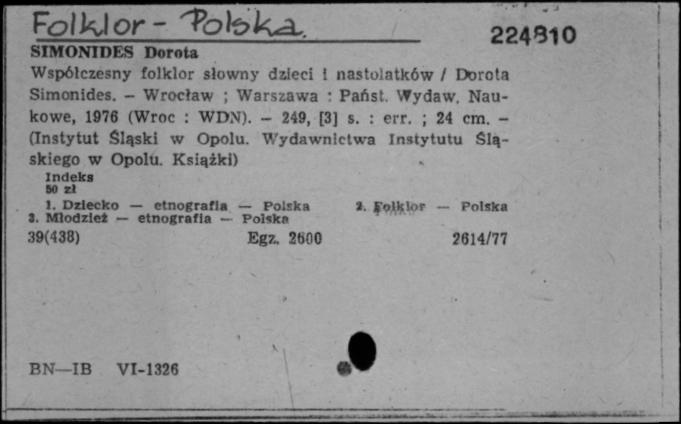 Folklor - Polska.
224810
SIMONIDES Dorota
Współczesny folklor słowny dzieci i nastolatków / Dorota
Simonides. — Wrocław ; Warszawa : Państ. Wydaw. Nau-
kowe, 1976 (Wroc : WDN). — 249, [3] s. : err. ; 24 cm. —
(Instytut Śląski w Opolu. Wydawnictwa Instytutu Ślą-
skiego w Opolu. Książki)
Indeks
50 zł
1. Dziecko — etnografia — Polska 2. Folklor — Polska
3. Młodzież — etnografia — Polska
39(438) Egz. 2600 2614/77
BN—IB VI-1326